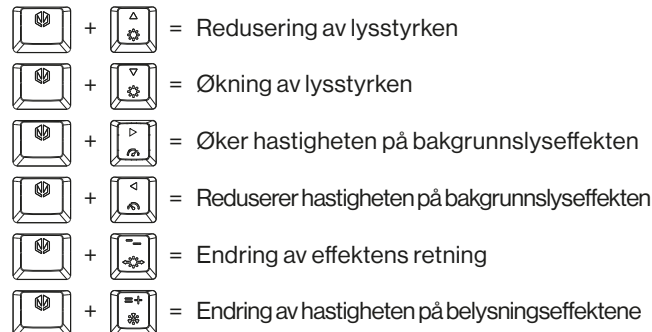 + = Redusering av lysstyrken
+ = Økning av lysstyrken
+ = Øker hastigheten på bakgrunnslyseffekten
+ = Reduserer hastigheten på bakgrunnslyseffekten
+ -_ = Endring av effektens retning
+ =+ = Endring av hastigheten på belysningseffektene